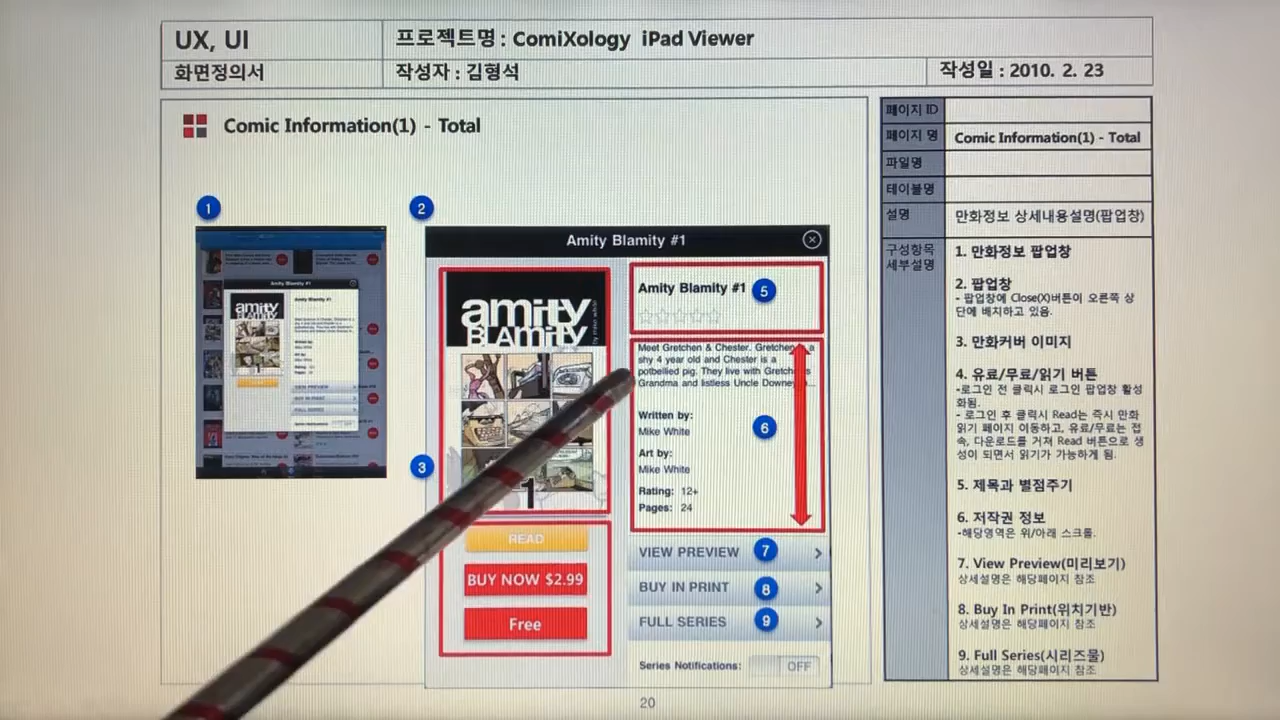 UX, UI
프로젝트명 : ComiXology iPad Viewer
화면정의서
작성자 : 김형석
작성일 : 2010. 2. 23
Comic Information(1) - Total
1
2
Amity Blamity #1
amity
BLAMITY
by mike white
1
3
READ
BUY NOW $2.99
Free
Amity Blamity #1
5
Meet Gretchen & Chester. Gretchen a
shy 4 year old and Chester is a
potbellied pig. They live with
Grandma and listless Uncle Downey
Written by:
Mike White
6
Art by:
Mike White
Rating: 12+
Pages: 24
VIEW PREVIEW 7
BUY IN PRINT 8
FULL SERIES 9
Series Notifications: OFF
페이지 ID
페이지 명 Comic Information(1) - Total
파일명
테이블명
설명 만화정보 상세내용설명(팝업창)
구성항목
세부설명
1. 만화정보 팝업창
2. 팝업창
- 팝업창에 Close(X)버튼이 오른쪽 상
단에 배치하고 있음.
3. 만화커버 이미지
4. 유료/무료/읽기 버튼
-로그인 전 클릭시 로그인 팝업창 활성
화됨.
- 로그인 후 클릭시 Read는 즉시 만화
읽기 페이지 이동하고, 유료/무료는 접
속, 다운로드를 거쳐 Read 버튼으로 생
성이 되면서 읽기가 가능하게 됨.
5. 제목과 별점주기
6. 저작권 정보
-해당영역은 위/아래 스크롤.
7. View Preview(미리보기)
상세설명은 해당페이지 참조
8. Buy In Print(위치기반)
상세설명은 해당페이지 참조
9. Full Series(시리즈물)
상세설명은 해당페이지 참조
20